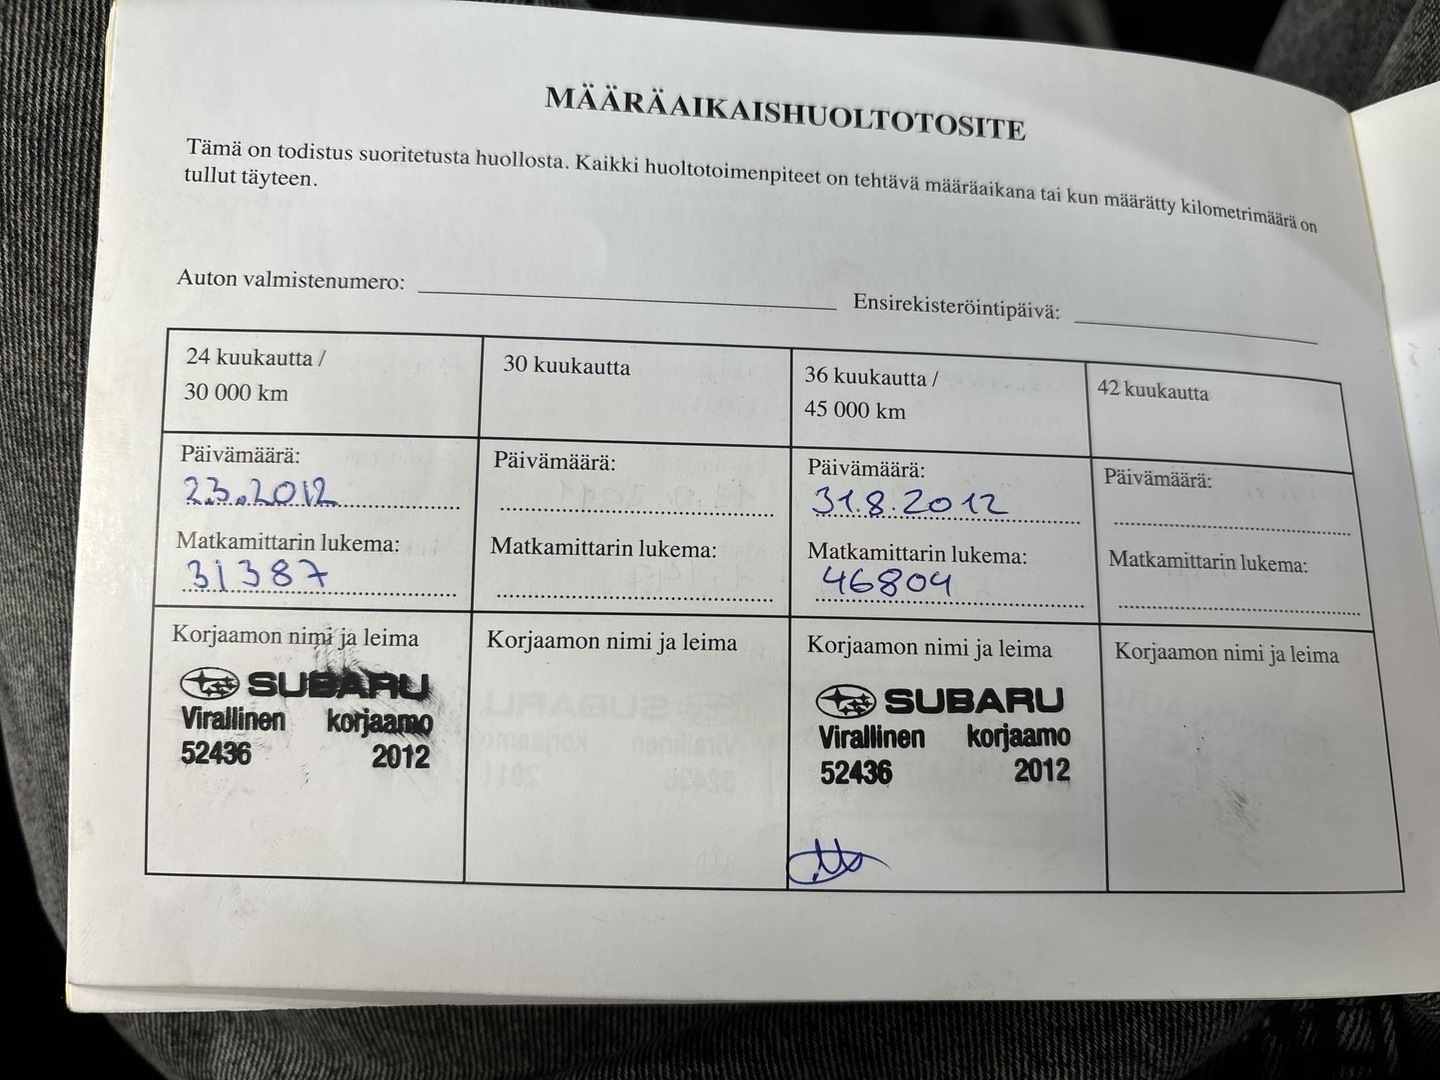 MÄÄRÄAIKAISHUOLTOTOSITE
Tämä on todistus suoritetusta huollosta. Kaikki huoltotoimenpiteet on tehtävä määräaikana tai kun määrätty kilometrimäärä on
tullut täyteen.
Auton valmistenumero:
Ensirekisteröintipäivä:
24 kuukautta /
30 000 km
Päivämäärä:
2.3.2012
Matkamittarin lukema:
31387
Korjaamon nimi ja leima
SUBARU
Virallinen korjaamo
52436 2012
30 kuukautta
Päivämäärä:
Matkamittarin lukema:
Korjaamon nimi ja leima
36 kuukautta /
45 000 km
Päivämäärä:
31.8.2012
Matkamittarin lukema:
46804
Korjaamon nimi ja leima
SUBARU
Virallinen korjaamo
52436 2012
42 kuukautta
Päivämäärä:
Matkamittarin lukema:
Korjaamon nimi ja leima